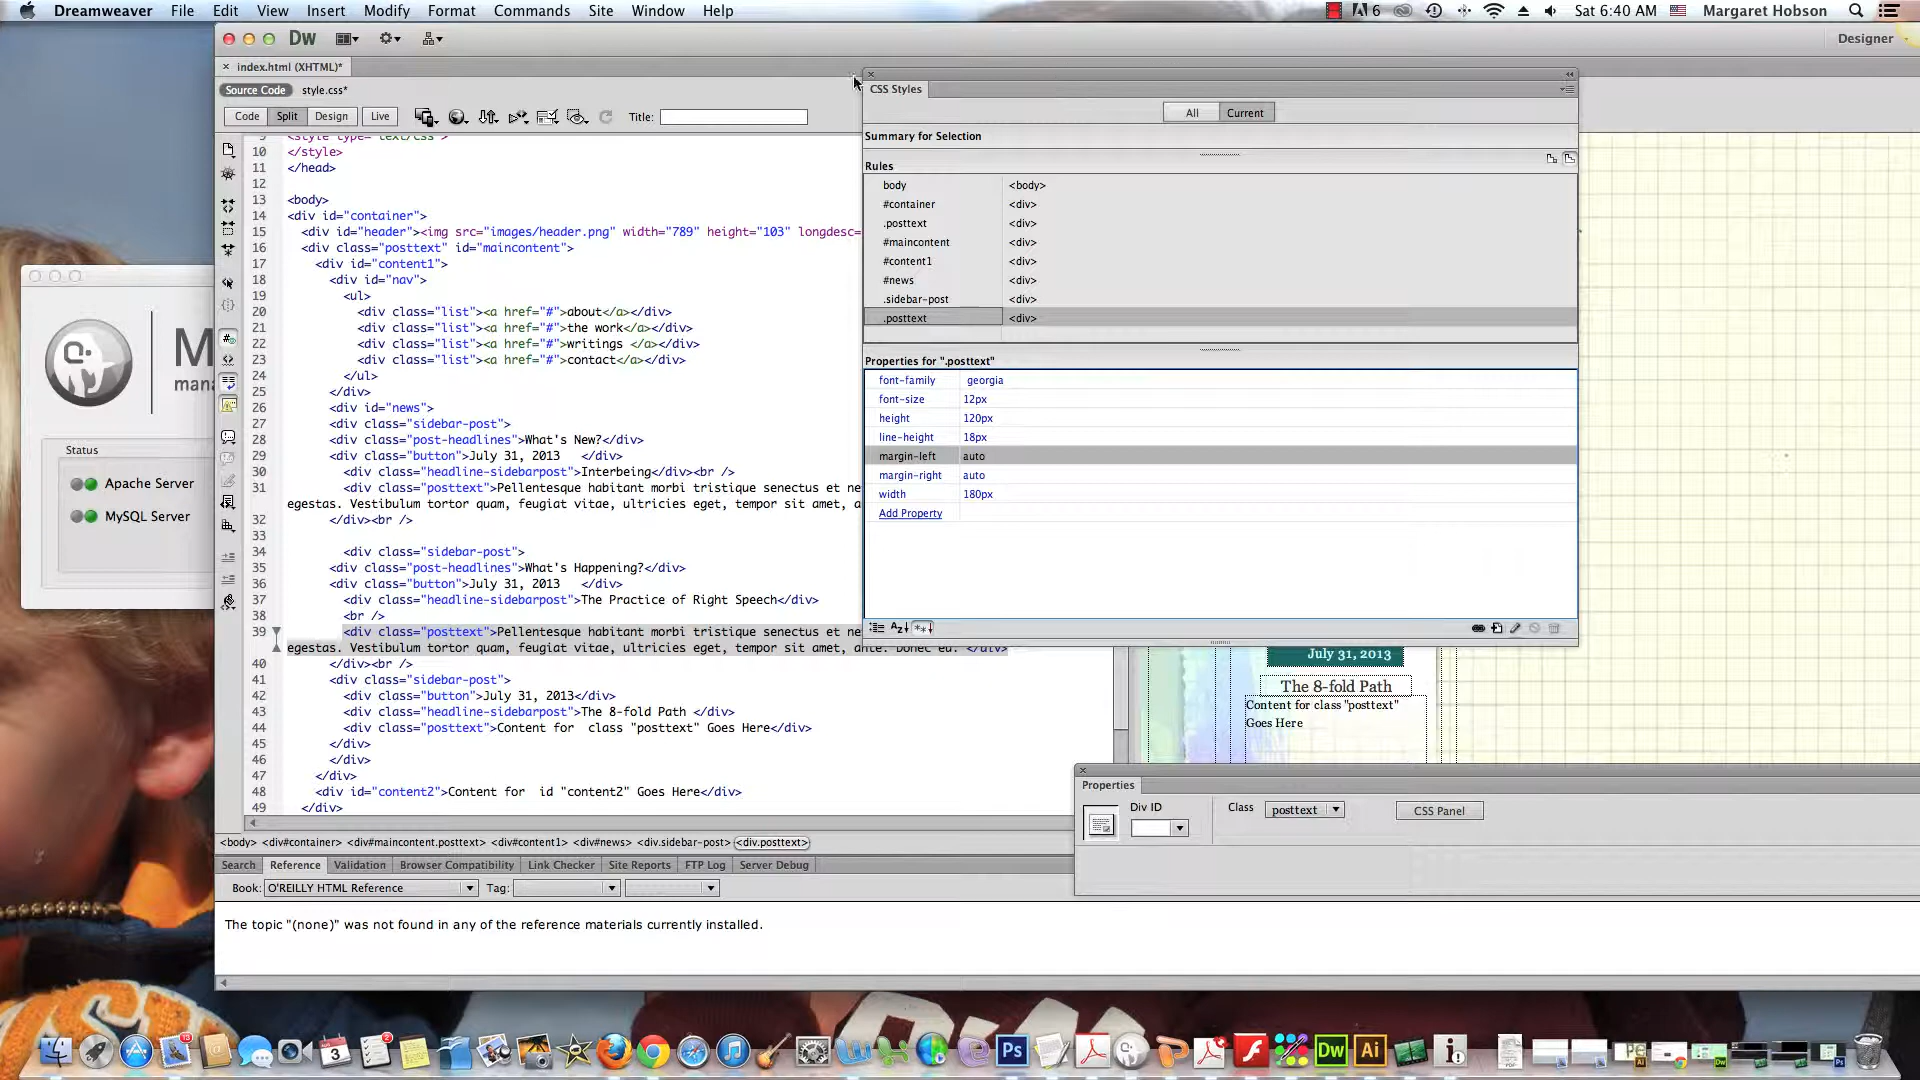 Dreamweaver File Edit View Insert Modify Format Commands Site Window Help
6 Sat 6:40 AM Margaret Hobson
Dw Designer
index.html (XHTML)*
Source Code style.css*
Code Split Design Live Title:
9 <style type="text/css">
10 </style>
11 </head>
12
13 <body>
14 <div id="container">
15 <div id="header"><img src="images/header.png" width="789" height="103" longdesc=
16 <div class="posttext" id="maincontent">
17 <div id="content1">
18 <div id="nav">
19 <ul>
20 <div class="list"><a href="#">about</a></div>
21 <div class="list"><a href="#">the work</a></div>
22 <div class="list"><a href="#">writings </a></div>
23 <div class="list"><a href="#">contact</a></div>
24 </ul>
25 </div>
26 <div id="news">
27 <div class="sidebar-post">
28 <div class="post-headlines">What's New?</div>
29 <div class="button">July 31, 2013 </div>
30 <div class="headline-sidebarpost">Interbeing</div><br />
31 <div class="posttext">Pellentesque habitant morbi tristique senectus et ne
egestas. Vestibulum tortor quam, feugiat vitae, ultricies eget, tempor sit amet, a
32 </div><br />
33
34 <div class="sidebar-post">
35 <div class="post-headlines">What's Happening?</div>
36 <div class="button">July 31, 2013 </div>
37 <div class="headline-sidebarpost">The Practice of Right Speech</div>
38 <br />
39 <div class="posttext">Pellentesque habitant morbi tristique senectus et ne
egestas. Vestibulum tortor quam, feugiat vitae, ultricies eget, tempor sit amet, ante. Donec eu. </div>
40 </div><br />
41 <div class="sidebar-post">
42 <div class="button">July 31, 2013</div>
43 <div class="headline-sidebarpost">The 8-fold Path </div>
44 <div class="posttext">Content for class "posttext" Goes Here</div>
45 </div>
46 </div>
47 </div>
48 <div id="content2">Content for id "content2" Goes Here</div>
49 </div>
<body> <div#container> <div#maincontent.posttext> <div#content1> <div#news> <div.sidebar-post> <div.posttext>
Search Reference Validation Browser Compatibility Link Checker Site Reports FTP Log Server Debug
Book: O'REILLY HTML Reference Tag:
The topic "(none)" was not found in any of the reference materials currently installed.
CSS Styles
All Current
Summary for Selection
Rules
body <body>
#container <div>
.posttext <div>
#maincontent <div>
#content1 <div>
#news <div>
.sidebar-post <div>
.posttext <div>
Properties for ".posttext"
font-family georgia
font-size 12px
height 120px
line-height 18px
margin-left auto
margin-right auto
width 180px
Add Property
July 31, 2013
The 8-fold Path
Content for class "posttext"
Goes Here
Properties
Div ID
Class posttext CSS Panel
M
mana
Status
Apache Server
MySQL Server
13
3
2
Ps
Dw
Ai